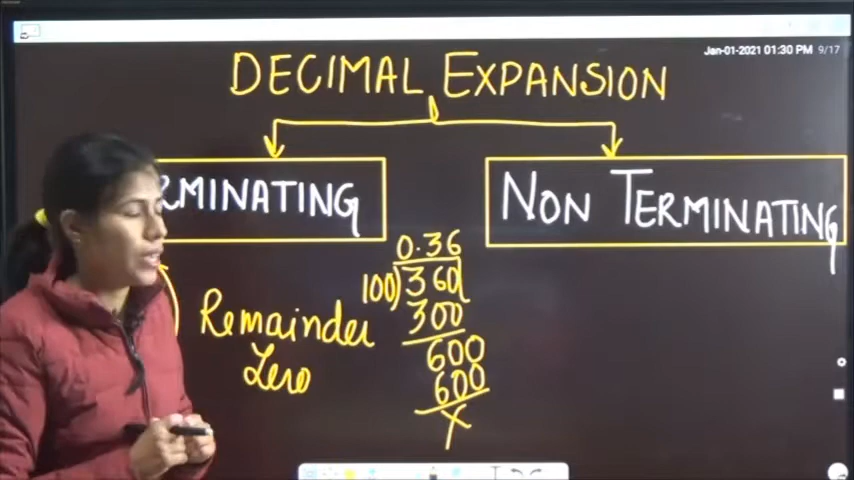 Jan-01-2021 01:30 PM 9/17
DECIMAL EXPANSION
RMINATING
NON TERMINATING
0.36
100) 360
300
600
600
x
Remainder
Zero